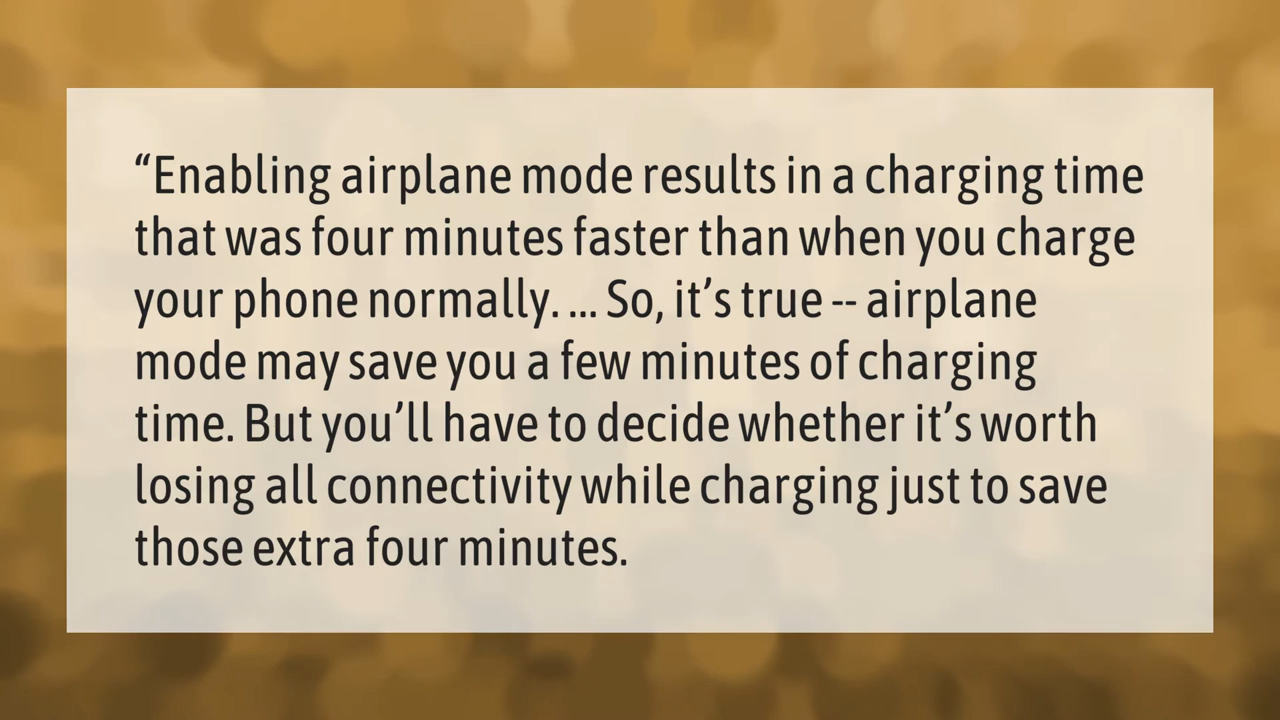 “Enabling airplane mode results in a charging time
that was four minutes faster than when you charge
your phone normally. ... So, it’s true -- airplane
mode may save you a few minutes of charging
time. But you’ll have to decide whether it’s worth
losing all connectivity while charging just to save
those extra four minutes.